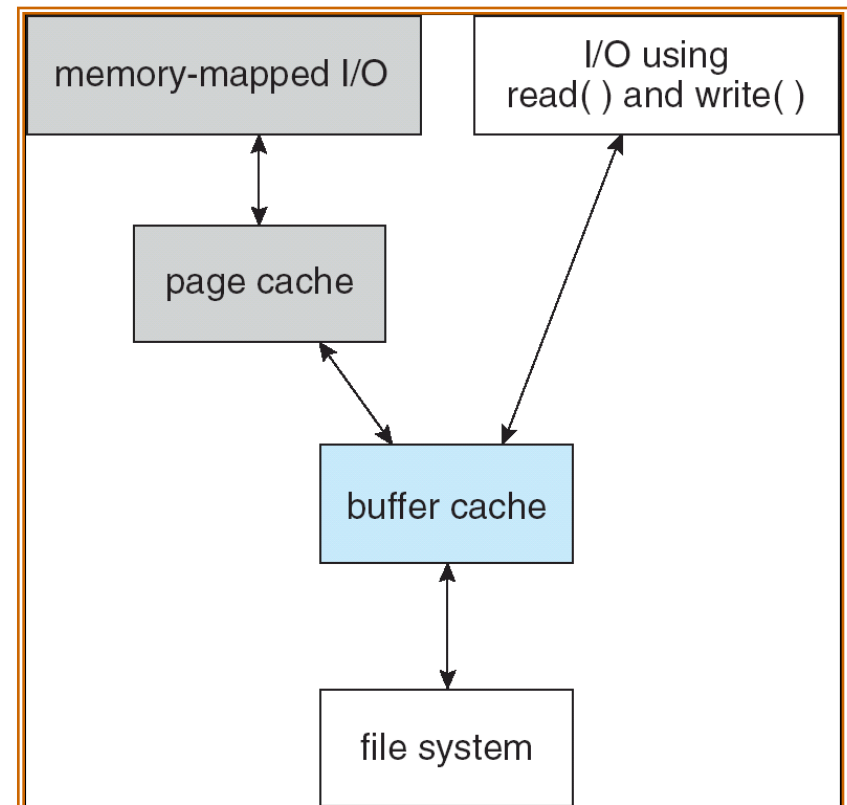 memory-mapped I/O
I/O using
read( ) and write( )
page cache
buffer cache
file system